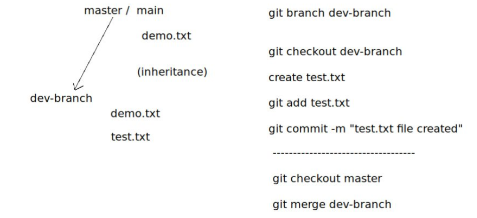 master / main
demo.txt
(inheritance)
dev-branch
demo.txt
test.txt
git branch dev-branch
git checkout dev-branch
create test.txt
git add test.txt
git commit -m "test.txt file created"
-----------------------------------
git checkout master
git merge dev-branch